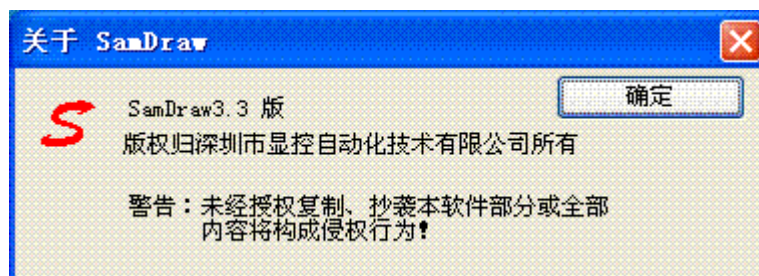 关于 SamDraw
确定
SamDraw3.3 版
版权归深圳市显控自动化技术有限公司所有
警告：未经授权复制、抄袭本软件部分或全部
内容将构成侵权行为！